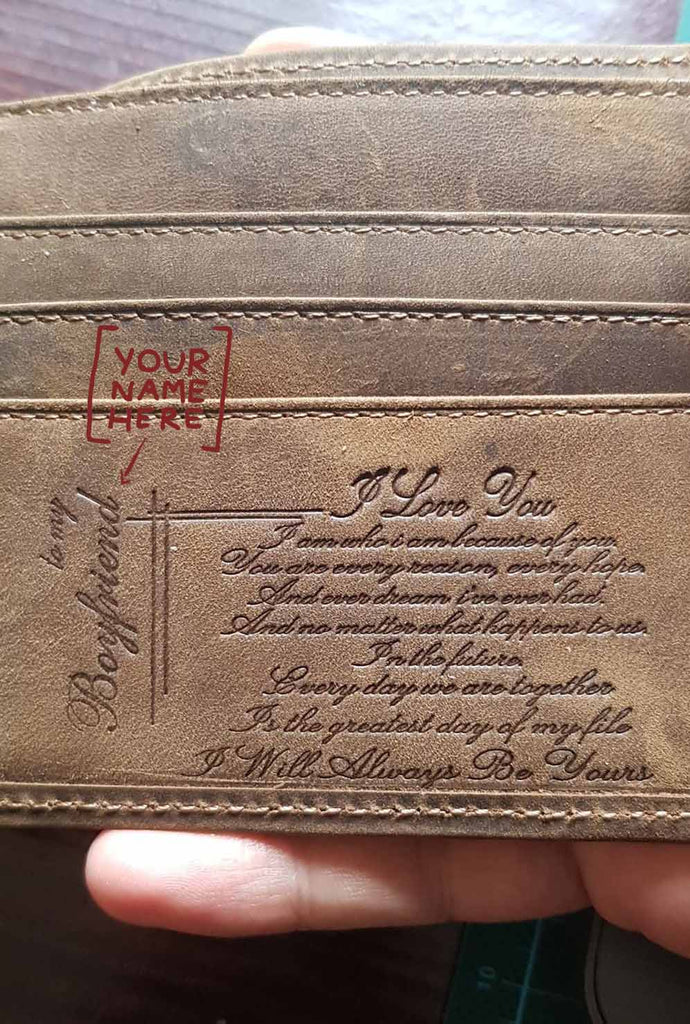 [YOUR
NAME
HERE]
to my
Boyfriend
I Love You
I am who i am because of you
You are every reason, every hope.
And ever dream i've ever had.
And no matter what happens to us.
In the future.
Every day we are together
Is the greatest day of my file
I Will Always Be Yours
10